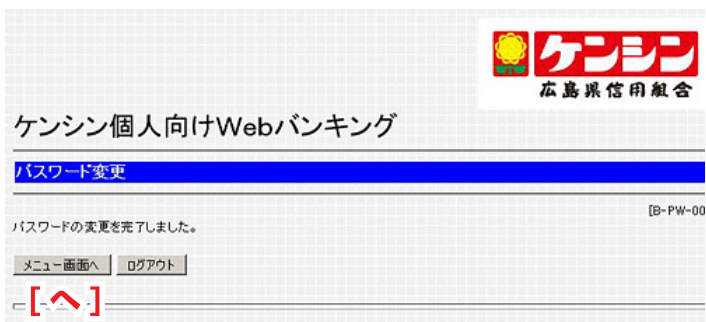 ケンシン
広島県信用組合
ケンシン個人向けWebバンキング
パスワード変更
[B-PW-00
パスワードの変更を完了しました。
メニュー画面へ ログアウト
[へ]